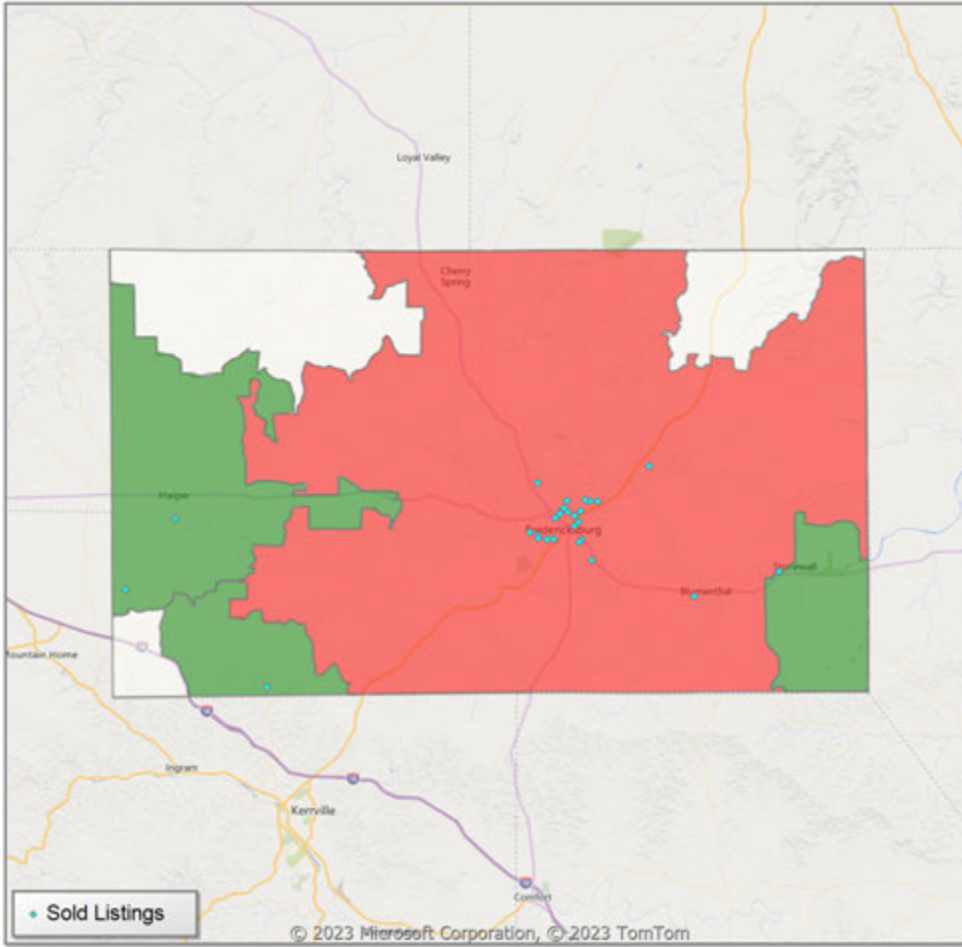 Loyal Valley
Cherry
Spring
Harper
Fredericksburg
Stonewall
Blumenthal
Mountain Home
Ingram
Kerrville
Comfort
Sold Listings
© 2023 Microsoft Corporation, © 2023 TomTom